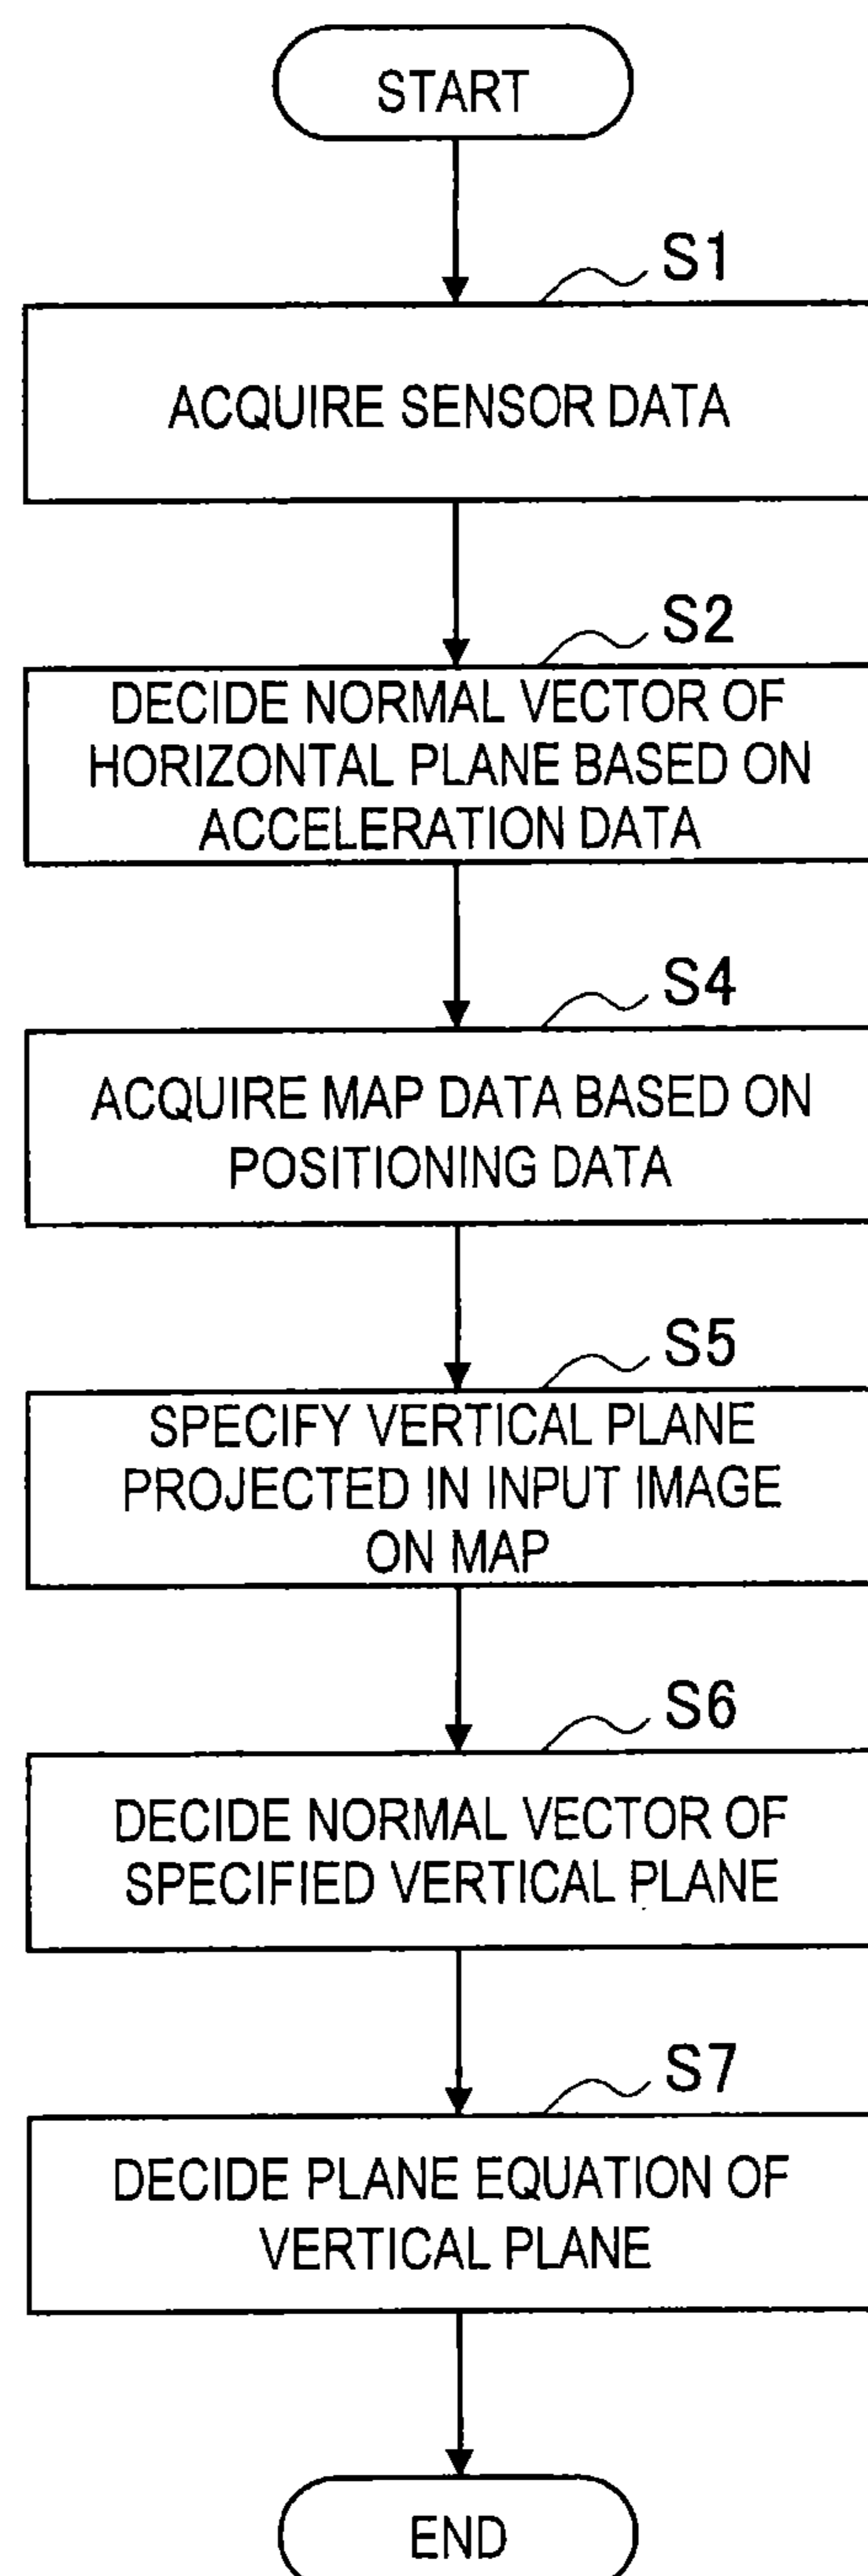 START
S1
ACQUIRE SENSOR DATA
S2
DECIDE NORMAL VECTOR OF
HORIZONTAL PLANE BASED ON
ACCELERATION DATA
S4
ACQUIRE MAP DATA BASED ON
POSITIONING DATA
S5
SPECIFY VERTICAL PLANE
PROJECTED IN INPUT IMAGE
ON MAP
S6
DECIDE NORMAL VECTOR OF
SPECIFIED VERTICAL PLANE
S7
DECIDE PLANE EQUATION OF
VERTICAL PLANE
END